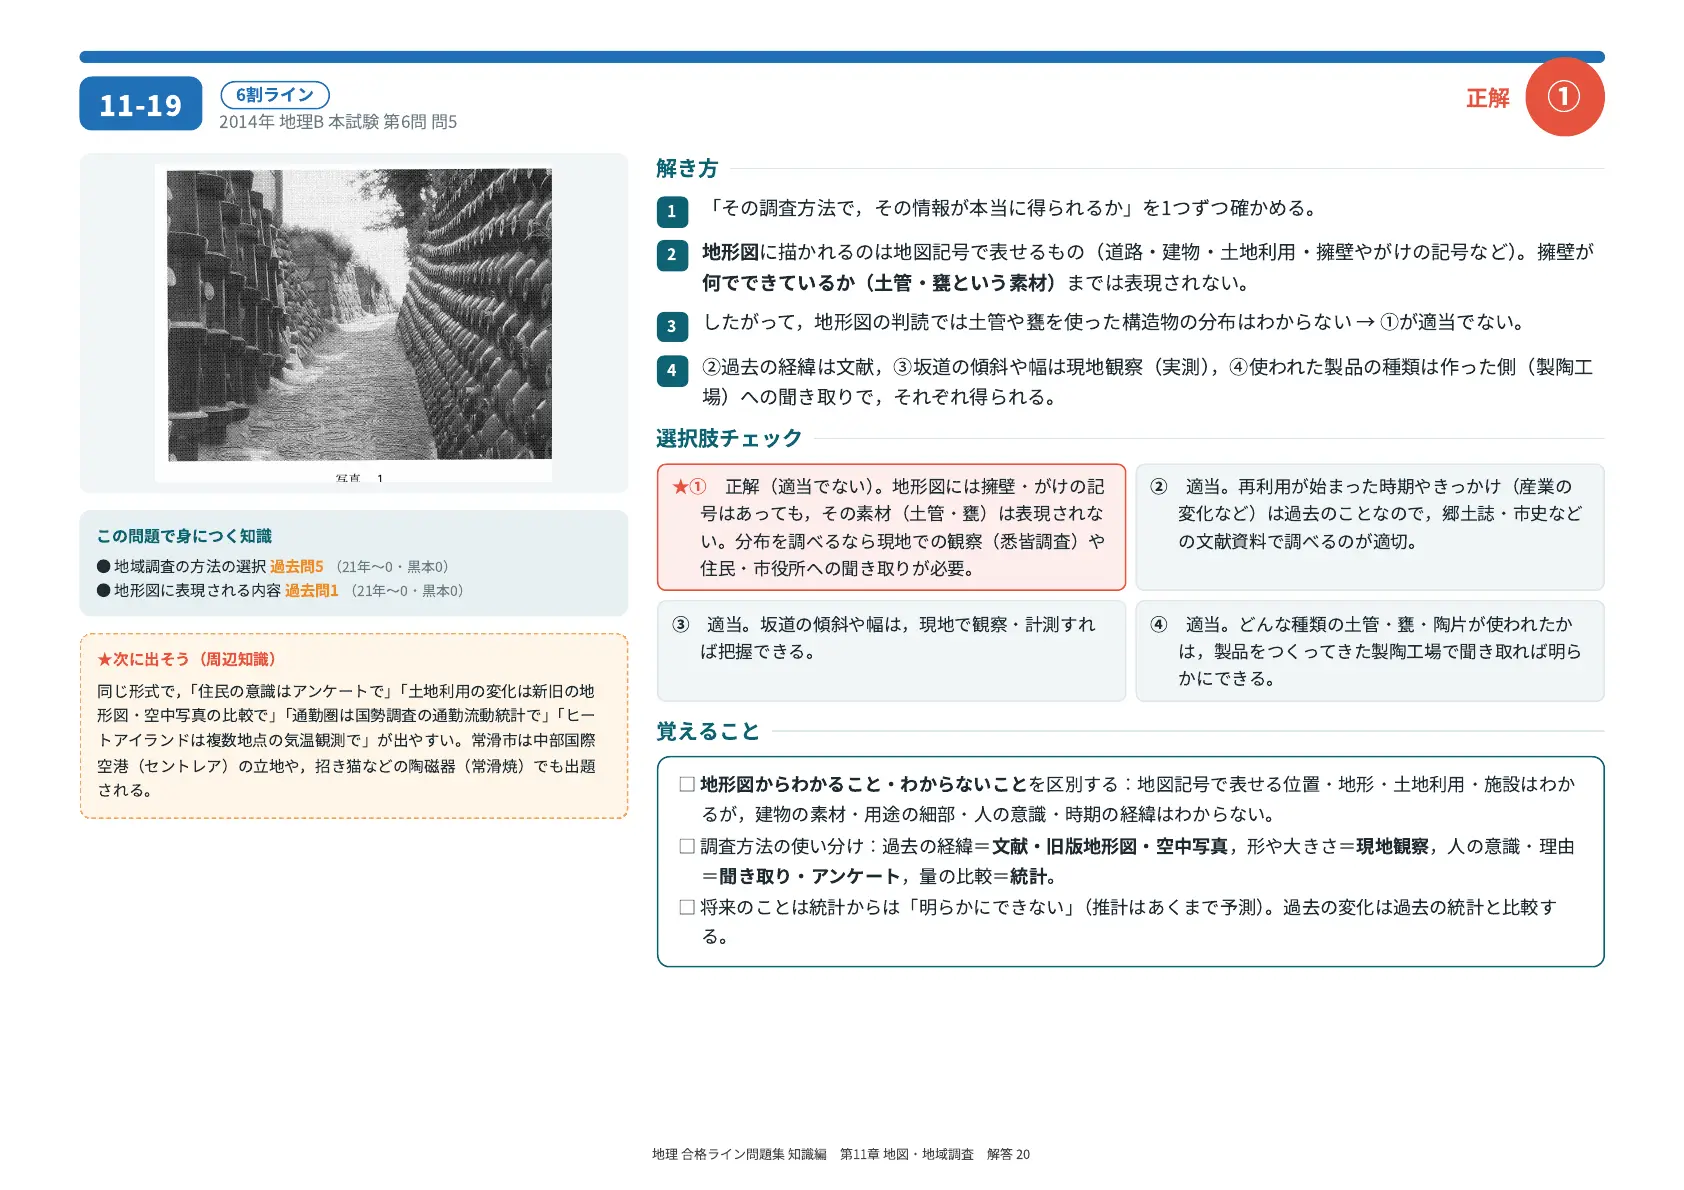 11-19
6割ライン
2014年 地理B 本試験 第6問 問5
正解 ①
写真 1
この問題で身につく知識
● 地域調査の方法の選択 過去問5 （21年〜0・黒本0）
● 地形図に表現される内容 過去問1 （21年〜0・黒本0）
★次に出そう（周辺知識）
同じ形式で，「住民の意識はアンケートで」「土地利用の変化は新旧の地
形図・空中写真の比較で」「通勤圏は国勢調査の通勤流動統計で」「ヒー
トアイランドは複数地点の気温観測で」が出やすい。常滑市は中部国際
空港（セントレア）の立地や，招き猫などの陶磁器（常滑焼）でも出題
される。
解き方
1 「その調査方法で，その情報が本当に得られるか」を1つずつ確かめる。
2 地形図に描かれるのは地図記号で表せるもの（道路・建物・土地利用・擁壁やがけの記号など）。擁壁が
何でできているか（土管・甕という素材）までは表現されない。
3 したがって，地形図の判読では土管や甕を使った構造物の分布はわからない → ①が適当でない。
4 ②過去の経緯は文献，③坂道の傾斜や幅は現地観察（実測），④使われた製品の種類は作った側（製陶工
場）への聞き取りで，それぞれ得られる。
選択肢チェック
★① 正解（適当でない）。地形図には擁壁・がけの記
号はあっても，その素材（土管・甕）は表現されな
い。分布を調べるなら現地での観察（悉皆調査）や
住民・市役所への聞き取りが必要。
② 適当。再利用が始まった時期やきっかけ（産業の
変化など）は過去のことなので，郷土誌・市史など
の文献資料で調べるのが適切。
③ 適当。坂道の傾斜や幅は，現地で観察・計測すれ
ば把握できる。
④ 適当。どんな種類の土管・甕・陶片が使われたか
は，製品をつくってきた製陶工場で聞き取れば明ら
かにできる。
覚えること
□ 地形図からわかること・わからないことを区別する：地図記号で表せる位置・地形・土地利用・施設はわか
るが，建物の素材・用途の細部・人の意識・時期の経緯はわからない。
□ 調査方法の使い分け：過去の経緯＝文献・旧版地形図・空中写真，形や大きさ＝現地観察，人の意識・理由
＝聞き取り・アンケート，量の比較＝統計。
□ 将来のことは統計からは「明らかにできない」（推計はあくまで予測）。過去の変化は過去の統計と比較す
る。
地理 合格ライン問題集 知識編 第11章 地図・地域調査 解答 20